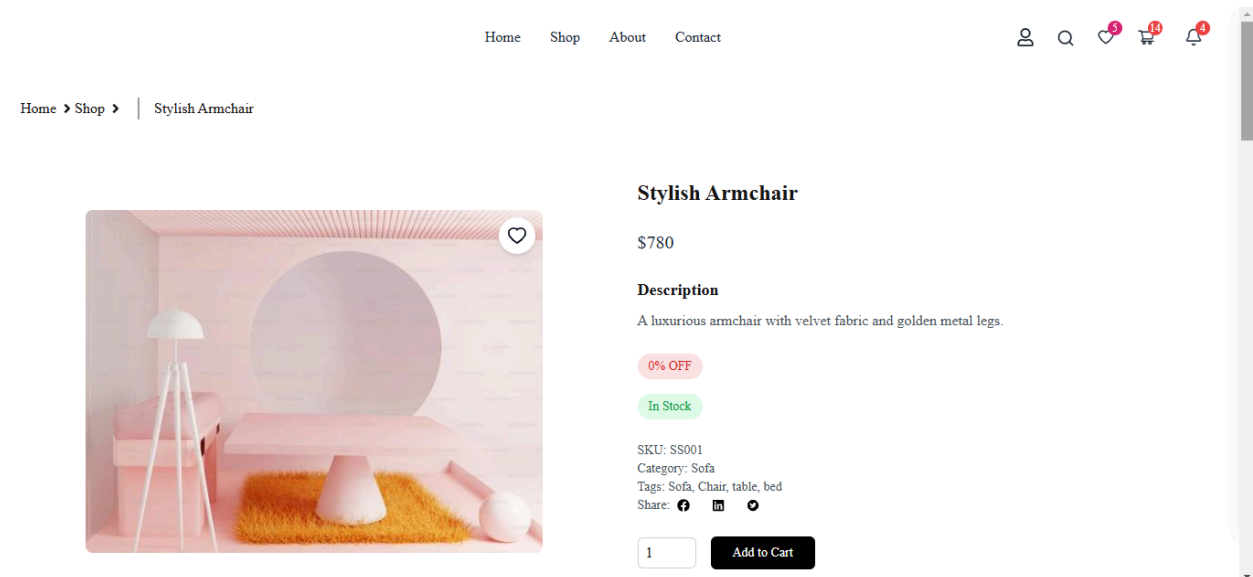 Home Shop About Contact
5 14 4
Home Shop Stylish Armchair
Stylish Armchair
$780
Description
A luxurious armchair with velvet fabric and golden metal legs.
0% OFF
In Stock
SKU: SS001
Category: Sofa
Tags: Sofa, Chair, table, bed
Share:
1 Add to Cart